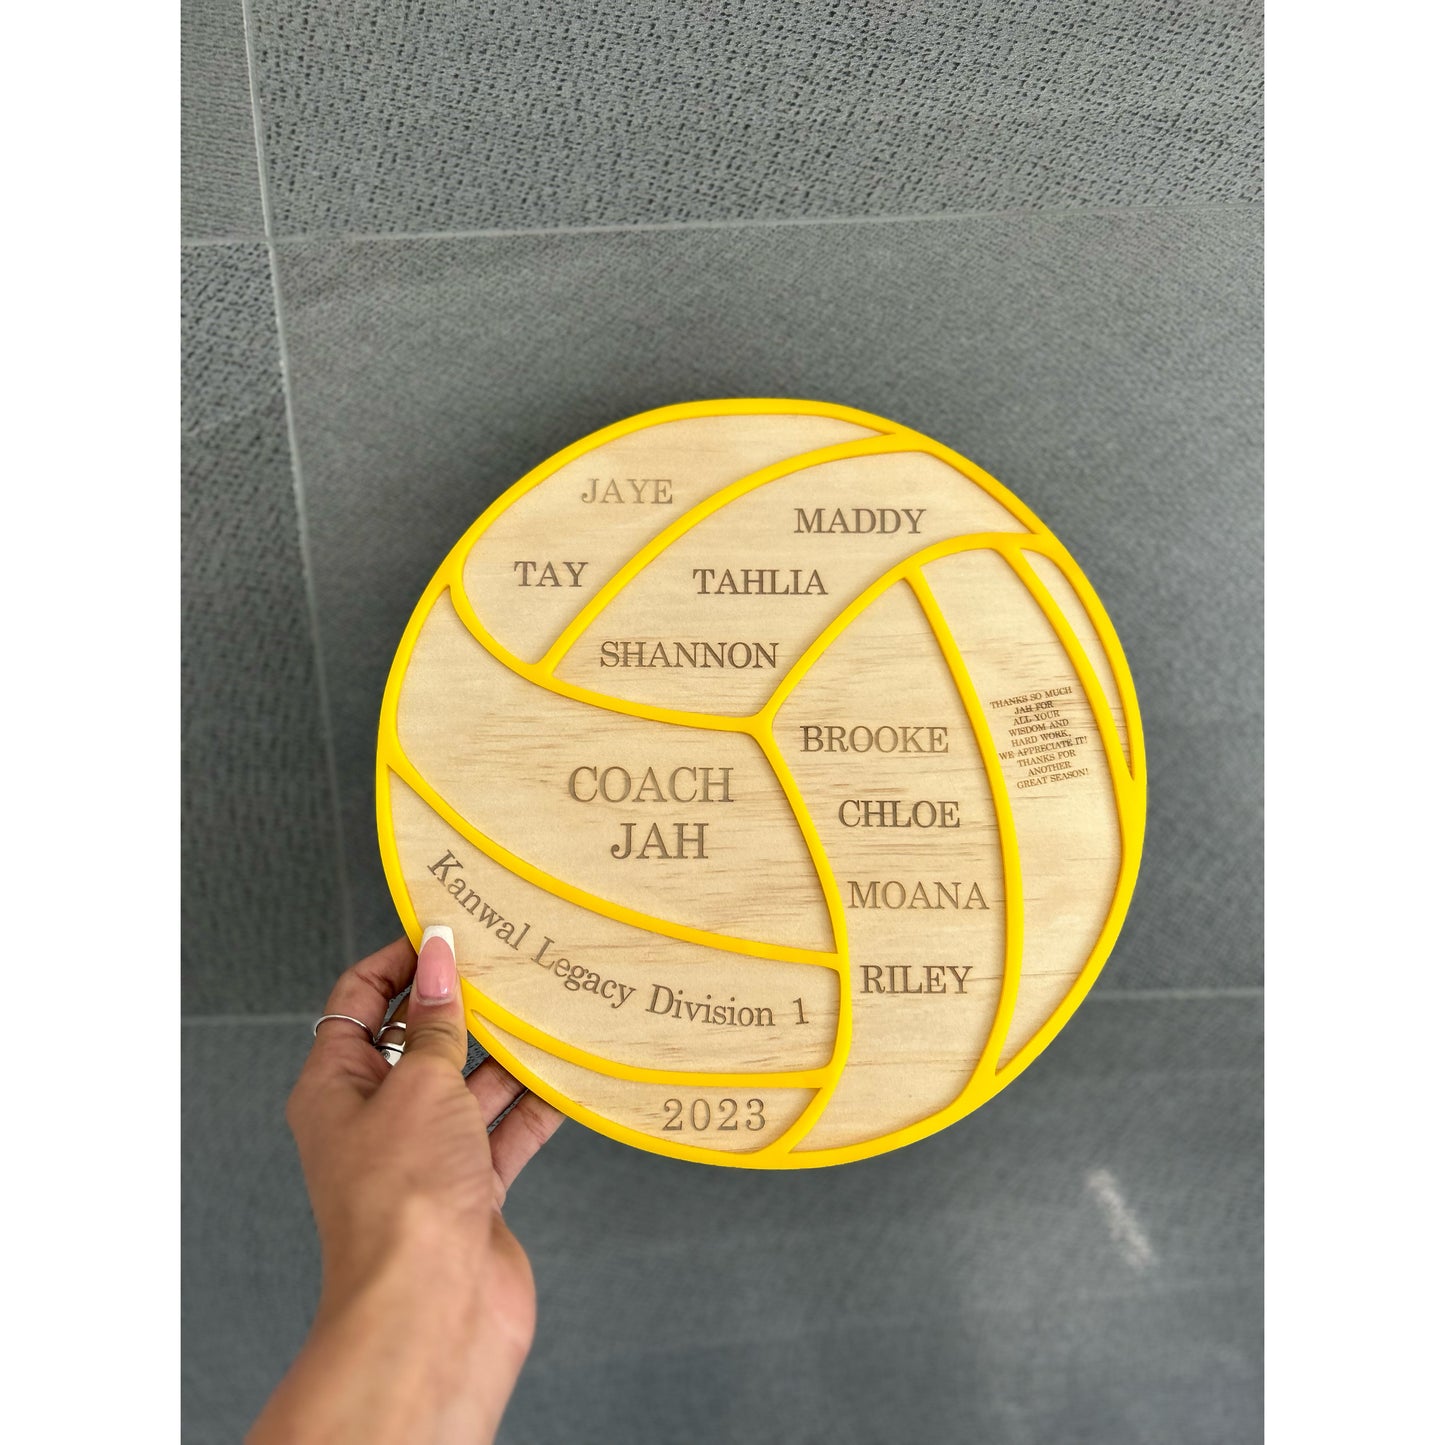 JAYE
TAY
MADDY
TAHLIA
SHANNON
COACH
JAH
Kanwal Legacy Division 1
2023
BROOKE
CHLOE
MOANA
RILEY
THANKS SO MUCH
JAH FOR
ALL YOUR
WISDOM AND
HARD WORK,
WE APPRECIATE IT!
THANKS FOR
ANOTHER
GREAT SEASON!